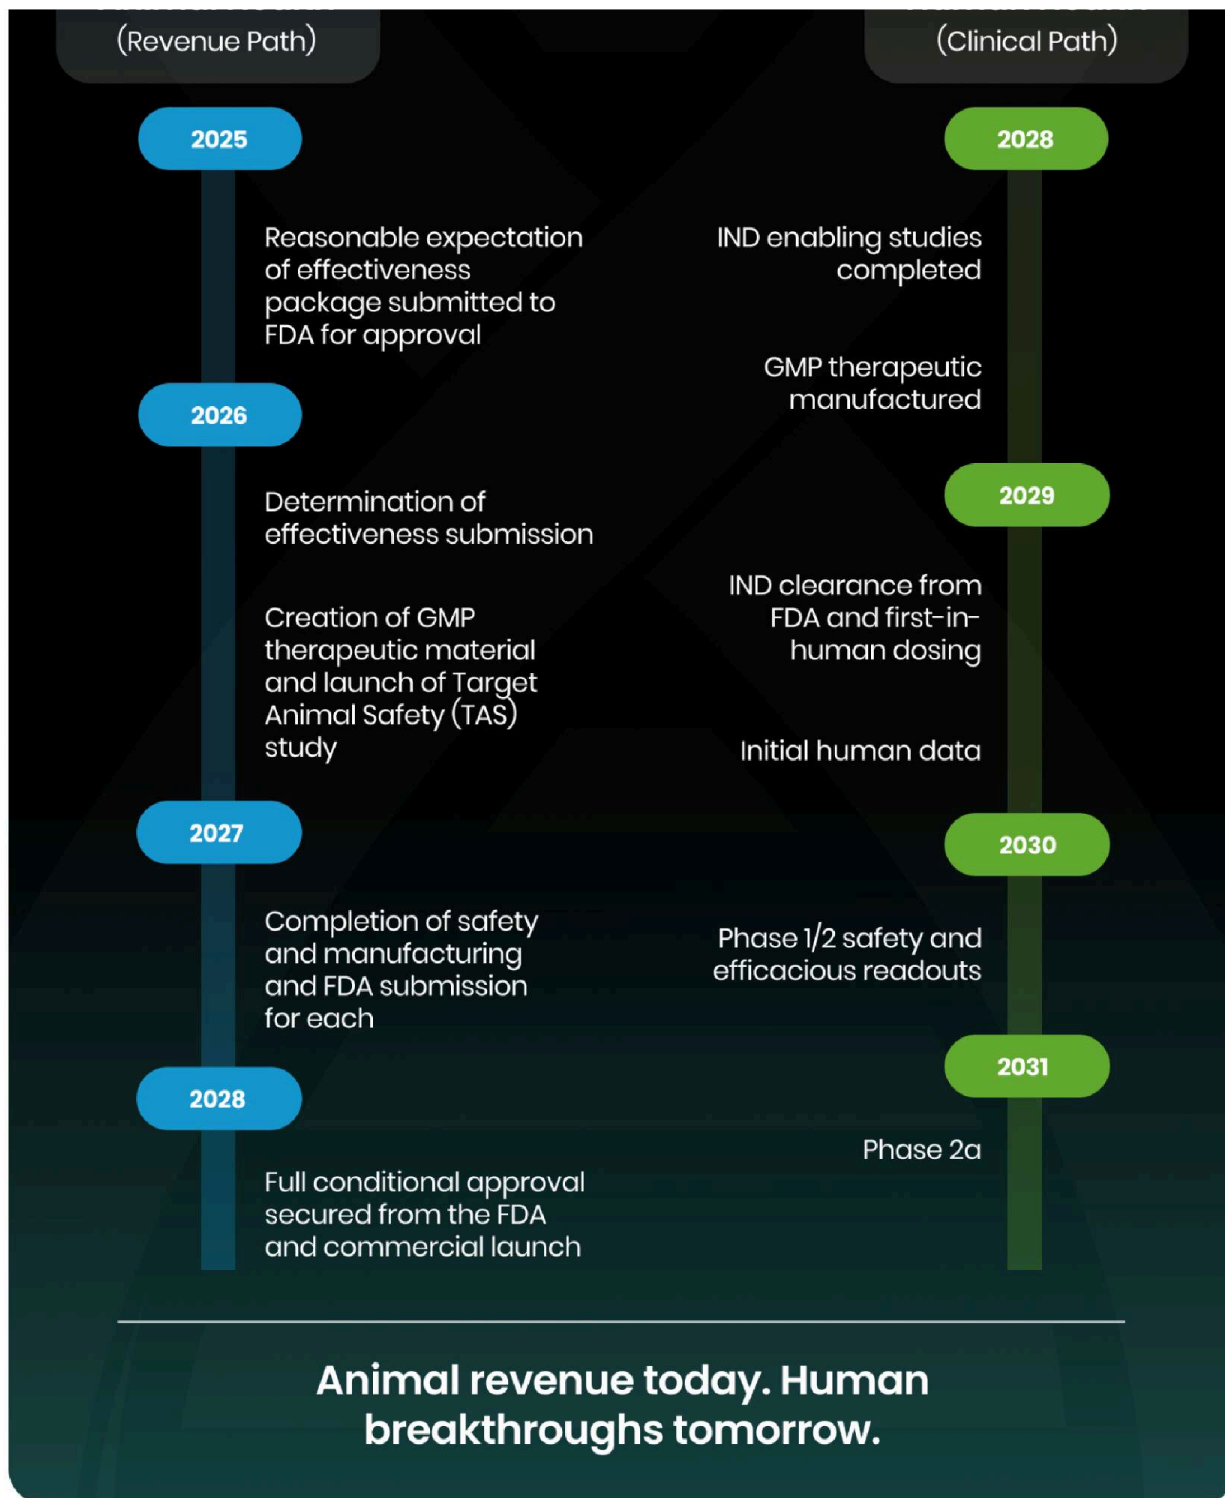 (Revenue Path)
2025
Reasonable expectation
of effectiveness
package submitted to
FDA for approval
2026
Determination of
effectiveness submission
Creation of GMP
therapeutic material
and launch of Target
Animal Safety (TAS)
study
2027
Completion of safety
and manufacturing
and FDA submission
for each
2028
Full conditional approval
secured from the FDA
and commercial launch
(Clinical Path)
2028
IND enabling studies
completed
GMP therapeutic
manufactured
2029
IND clearance from
FDA and first-in-
human dosing
Initial human data
2030
Phase 1/2 safety and
efficacious readouts
2031
Phase 2a
Animal revenue today. Human
breakthroughs tomorrow.